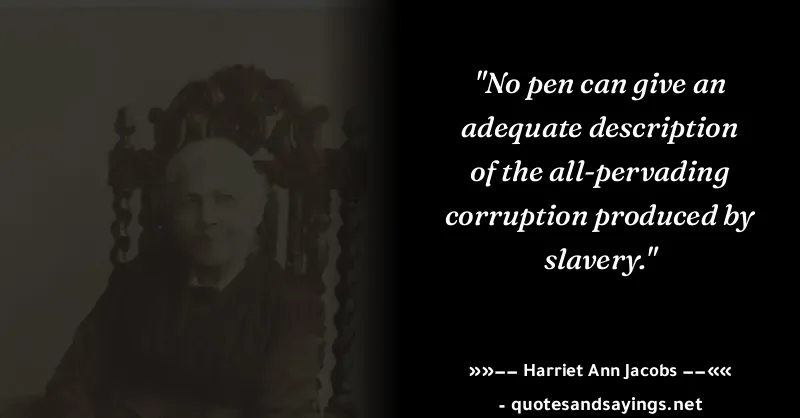 "No pen can give an
adequate description
of the all-pervading
corruption produced by
slavery."
»»−− Harriet Ann Jacobs −−««
- quotesandsayings.net